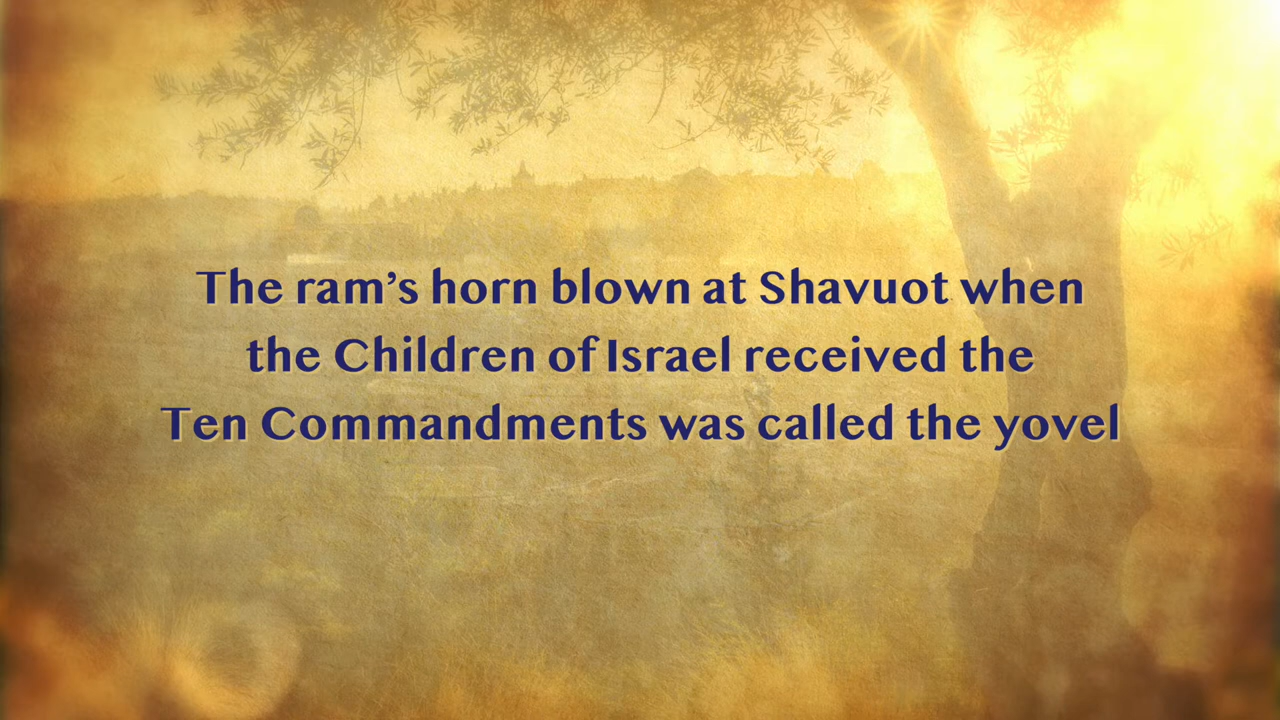 The ram’s horn blown at Shavuot when
the Children of Israel received the
Ten Commandments was called the yovel